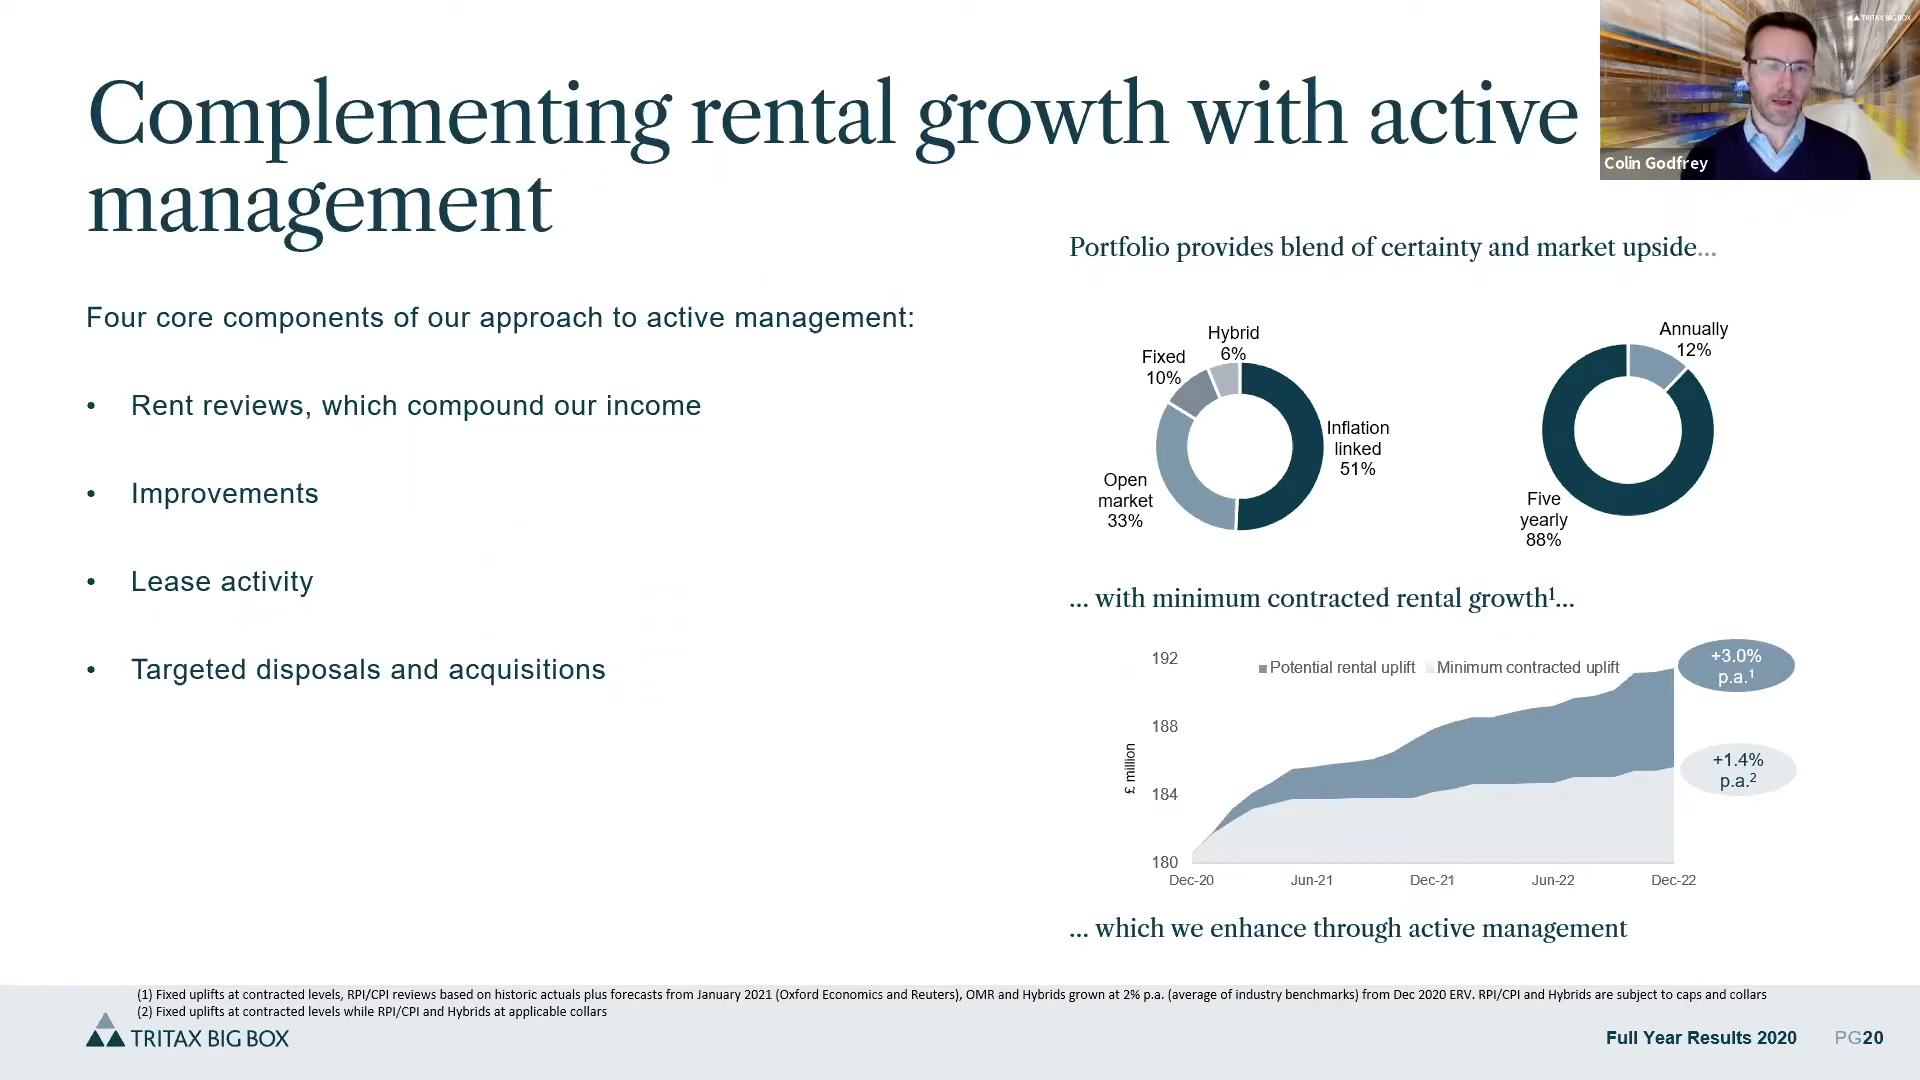 Complementing rental growth with active
management
TRITAX BIG BOX
Colin Godfrey
Four core components of our approach to active management:
• Rent reviews, which compound our income
• Improvements
• Lease activity
• Targeted disposals and acquisitions
Portfolio provides blend of certainty and market upside...
Hybrid
6%
Fixed
10%
Inflation
linked
51%
Open
market
33%
Annually
12%
Five
yearly
88%
... with minimum contracted rental growth¹...
Potential rental uplift
Minimum contracted uplift
192
188
184
180
£ million
Dec-20
Jun-21
Dec-21
Jun-22
Dec-22
+3.0%
p.a.¹
+1.4%
p.a.²
... which we enhance through active management
(1) Fixed uplifts at contracted levels, RPI/CPI reviews based on historic actuals plus forecasts from January 2021 (Oxford Economics and Reuters), OMR and Hybrids grown at 2% p.a. (average of industry benchmarks) from Dec 2020 ERV. RPI/CPI and Hybrids are subject to caps and collars
(2) Fixed uplifts at contracted levels while RPI/CPI and Hybrids at applicable collars
TRITAX BIG BOX
Full Year Results 2020
PG20